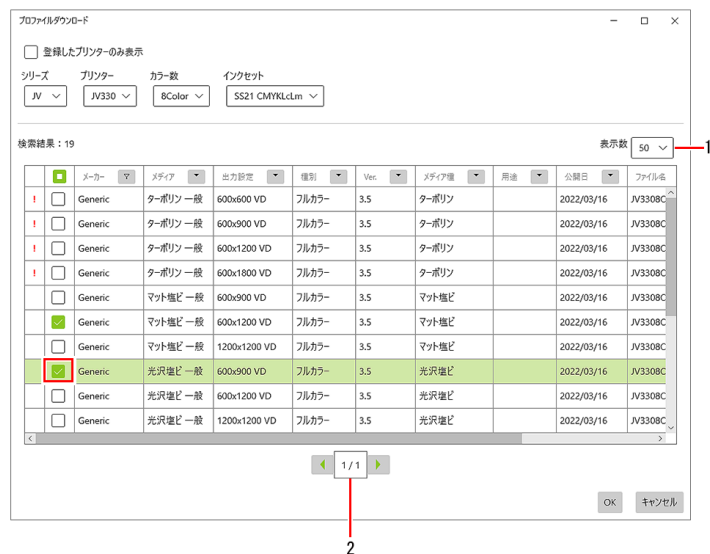 プロファイルダウンロード
登録したプリンターのみ表示
シリーズ プリンター カラー数 インクセット
JV JV330 8Color SS21 CMYKLcLm
検索結果：19 表示数 50 1
メーカー メディア 出力設定 種別 Ver. メディア種 用途 公開日 ファイル名
! Generic ターポリン 一般 600x600 VD フルカラー 3.5 ターポリン 2022/03/16 JV3308C
! Generic ターポリン 一般 600x900 VD フルカラー 3.5 ターポリン 2022/03/16 JV3308C
! Generic ターポリン 一般 600x1200 VD フルカラー 3.5 ターポリン 2022/03/16 JV3308C
! Generic ターポリン 一般 600x1800 VD フルカラー 3.5 ターポリン 2022/03/16 JV3308C
Generic マット塩ビ 一般 600x900 VD フルカラー 3.5 マット塩ビ 2022/03/16 JV3308C
Generic マット塩ビ 一般 600x1200 VD フルカラー 3.5 マット塩ビ 2022/03/16 JV3308C
Generic マット塩ビ 一般 1200x1200 VD フルカラー 3.5 マット塩ビ 2022/03/16 JV3308C
Generic 光沢塩ビ 一般 600x900 VD フルカラー 3.5 光沢塩ビ 2022/03/16 JV3308C
Generic 光沢塩ビ 一般 600x1200 VD フルカラー 3.5 光沢塩ビ 2022/03/16 JV3308C
Generic 光沢塩ビ 一般 1200x1200 VD フルカラー 3.5 光沢塩ビ 2022/03/16 JV3308C
1 / 1
OK キャンセル
2